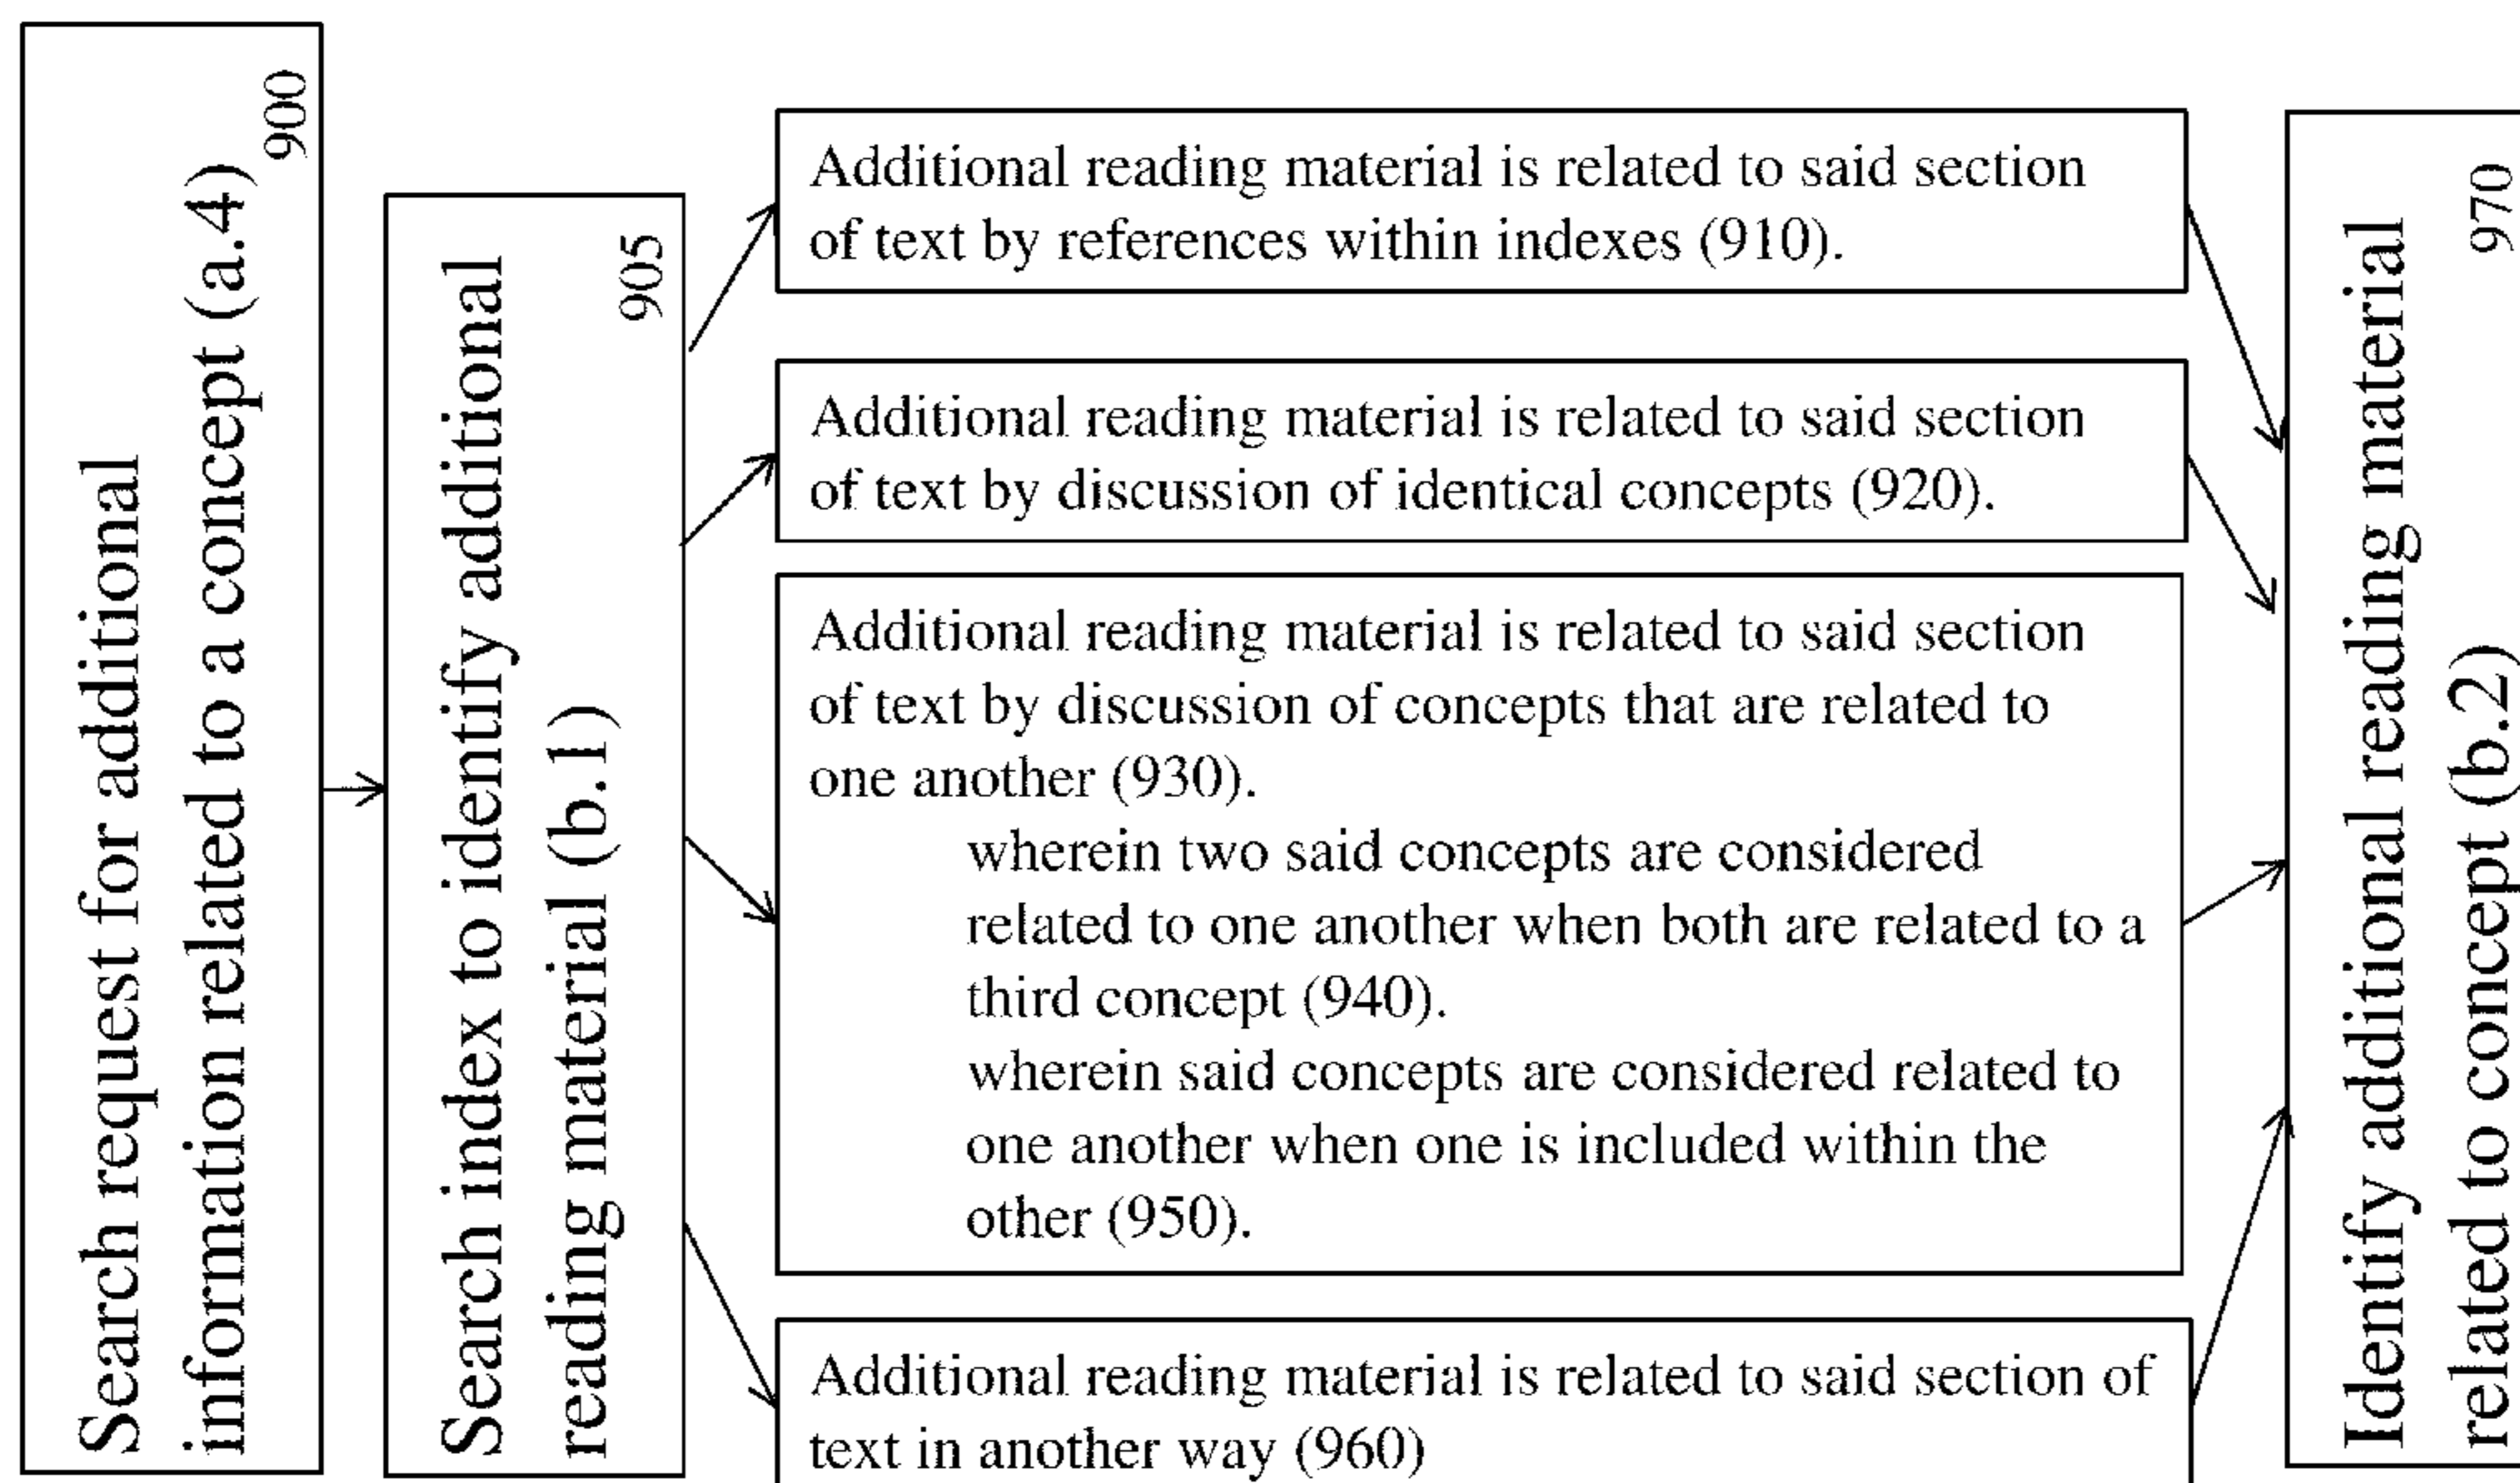 Search request for additional
information related to a concept (a.4)
900
Search index to identify additional
reading material (b.1)
905
Additional reading material is related to said section
of text by references within indexes (910).
Additional reading material is related to said section
of text by discussion of identical concepts (920).
Additional reading material is related to said section
of text by discussion of concepts that are related to
one another (930).
wherein two said concepts are considered
related to one another when both are related to a
third concept (940).
wherein said concepts are considered related to
one another when one is included within the
other (950).
Additional reading material is related to said section of
text in another way (960)
Identify additional reading material
related to concept (b.2)
970